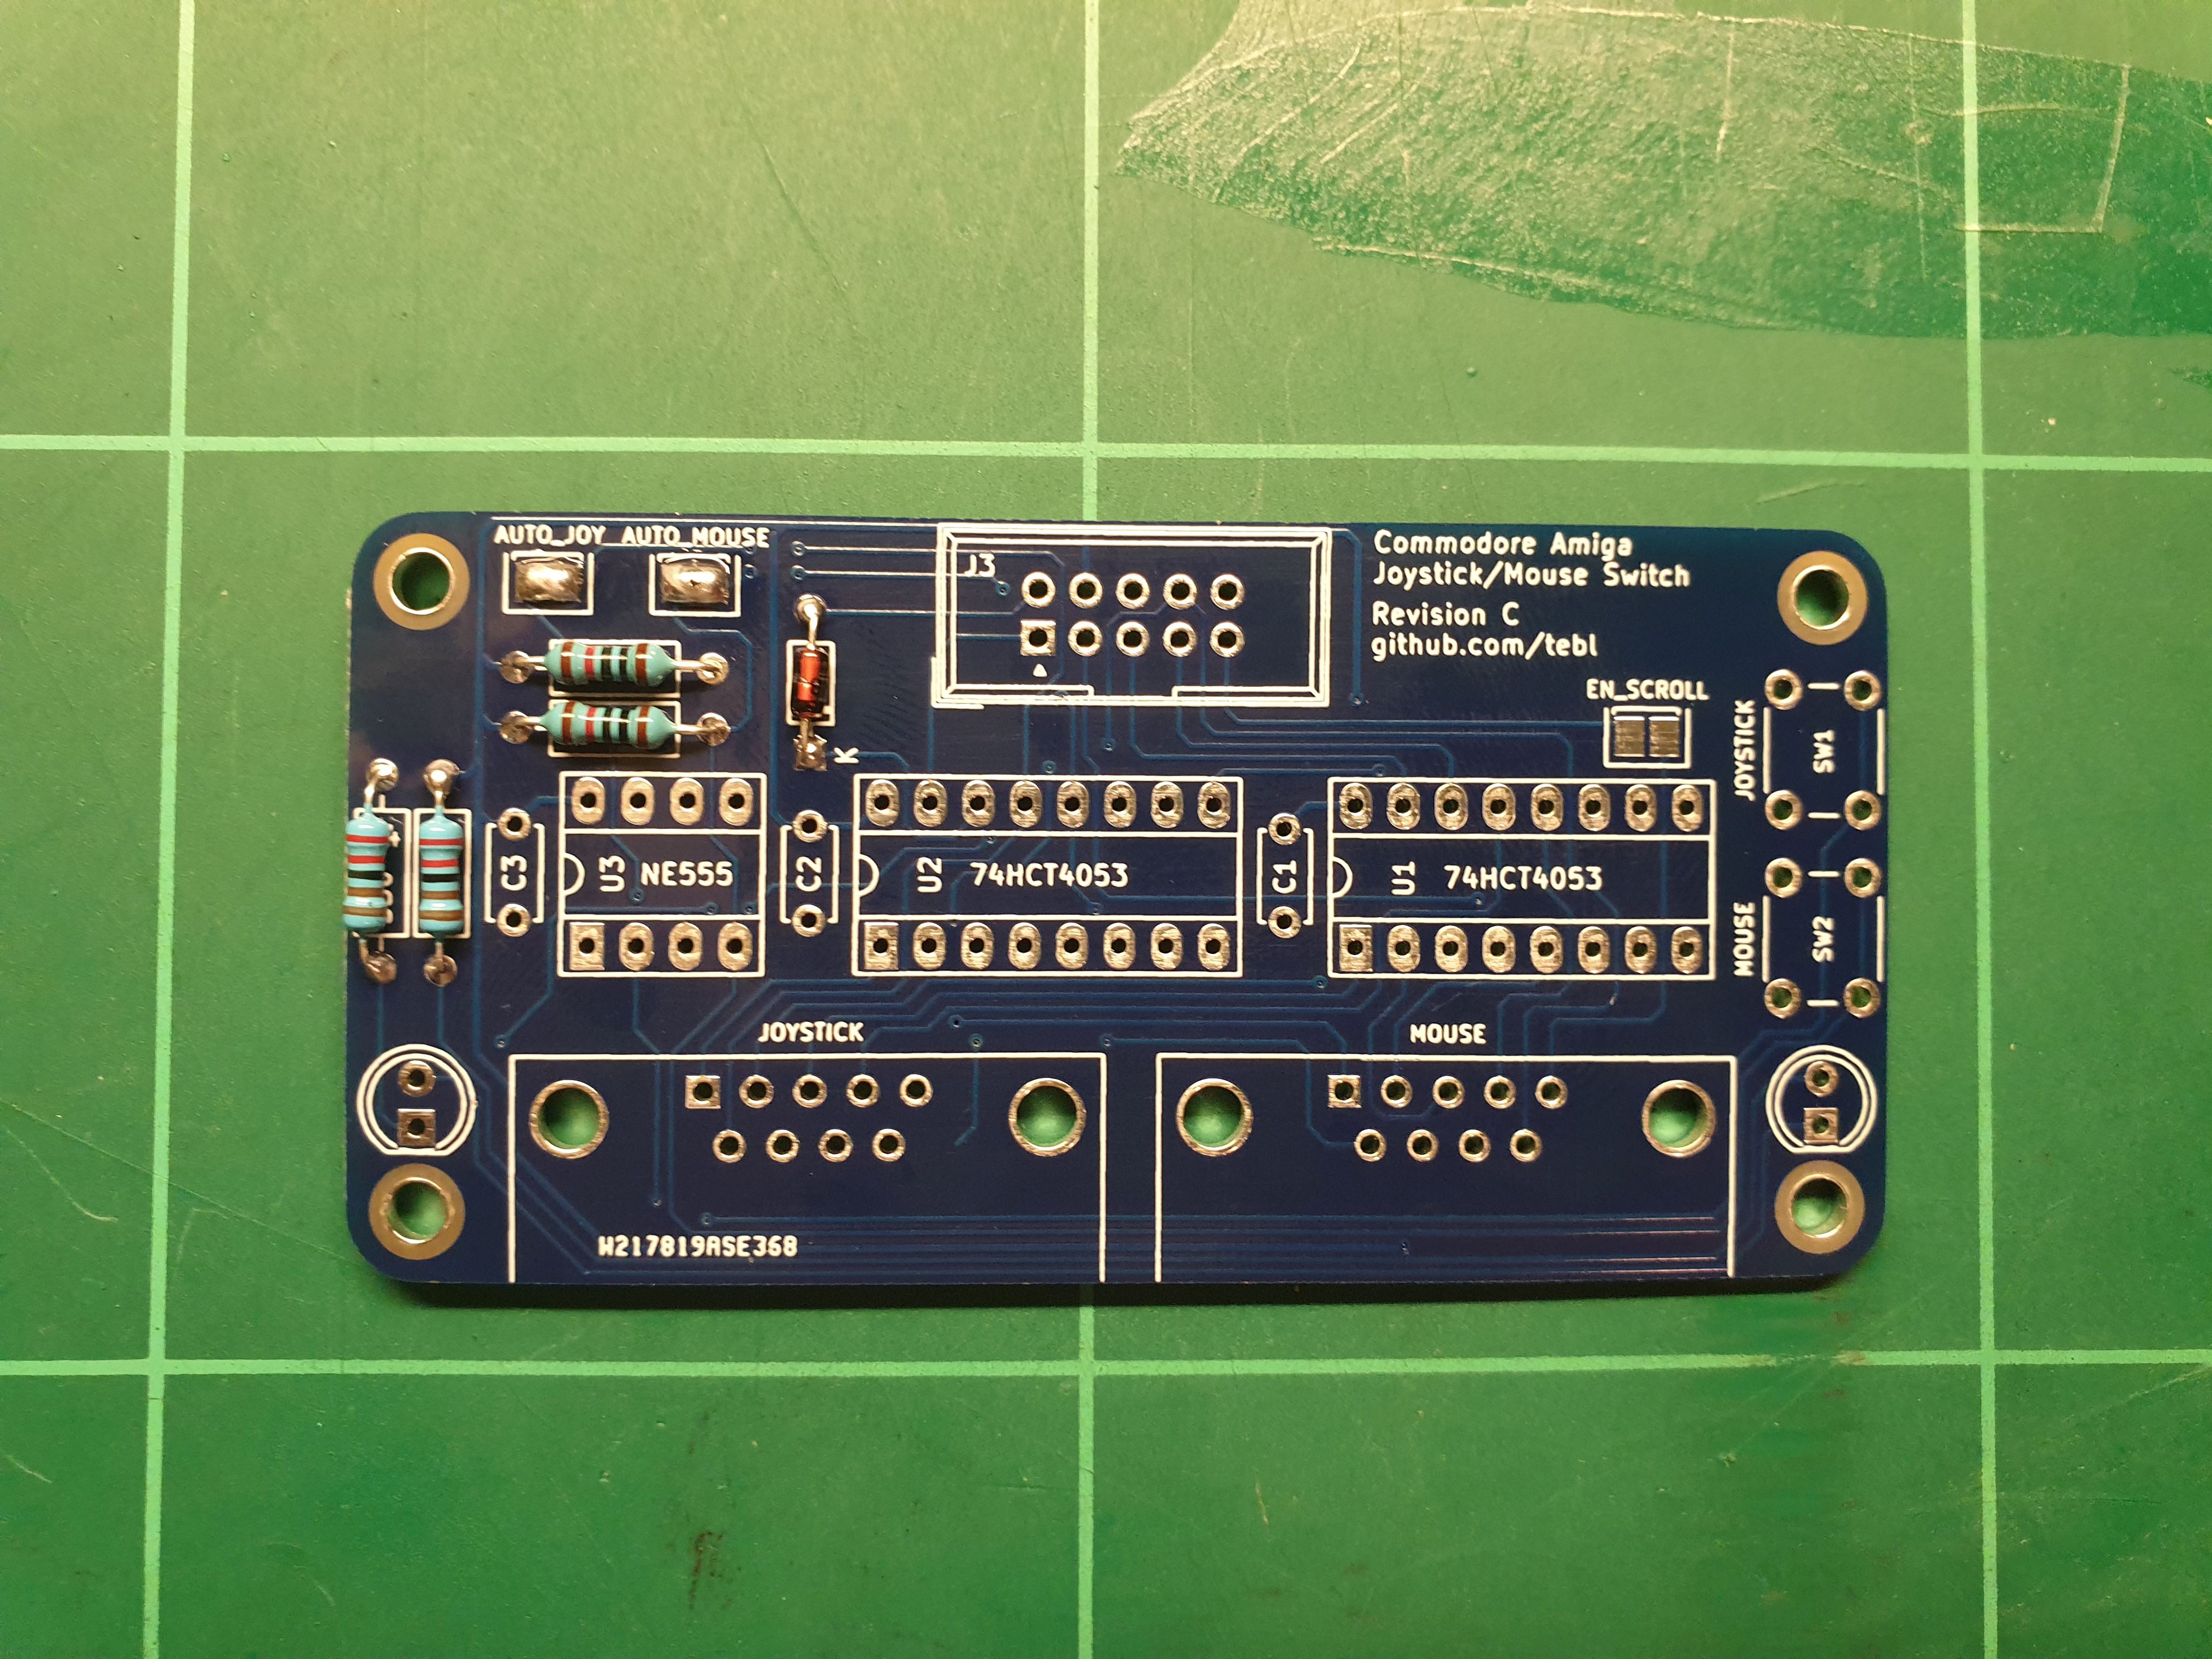 AUTO_JOY AUTO_MOUSE
J3
Commodore Amiga
Joystick/Mouse Switch
Revision C
github.com/tebl
EN_SCROLL
K
JOYSTICK
SW1
C3
U3 NE555
C2
U2 74HCT4053
C1
U1 74HCT4053
MOUSE
SW2
JOYSTICK
MOUSE
W217819ASE368